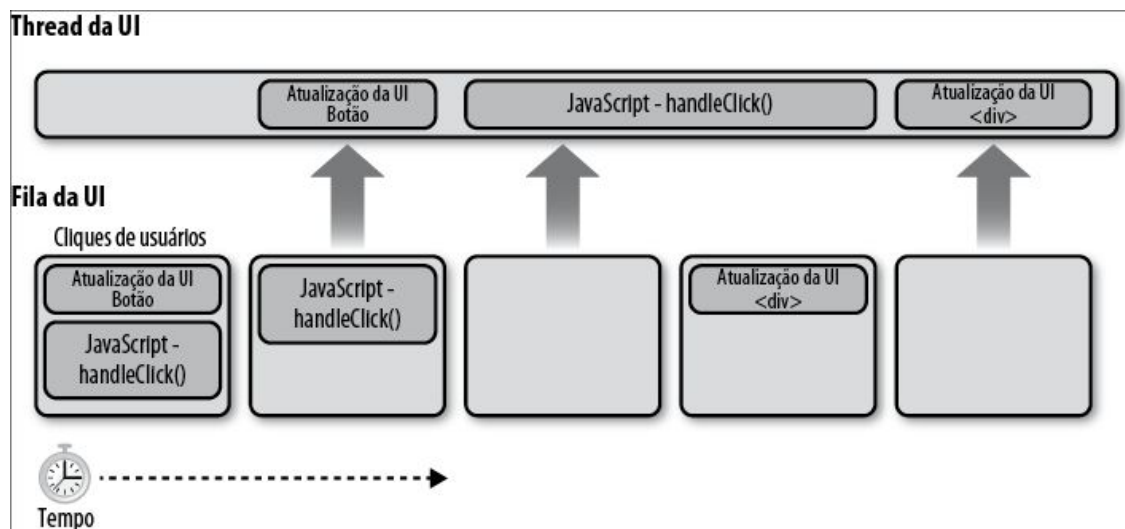 Thread da UI
Atualização da UI
Botão
JavaScript - handleClick()
Atualização da UI
<div>
Fila da UI
Cliques de usuários
Atualização da UI
Botão
JavaScript -
handleClick()
JavaScript -
handleClick()
Atualização da UI
<div>
Tempo